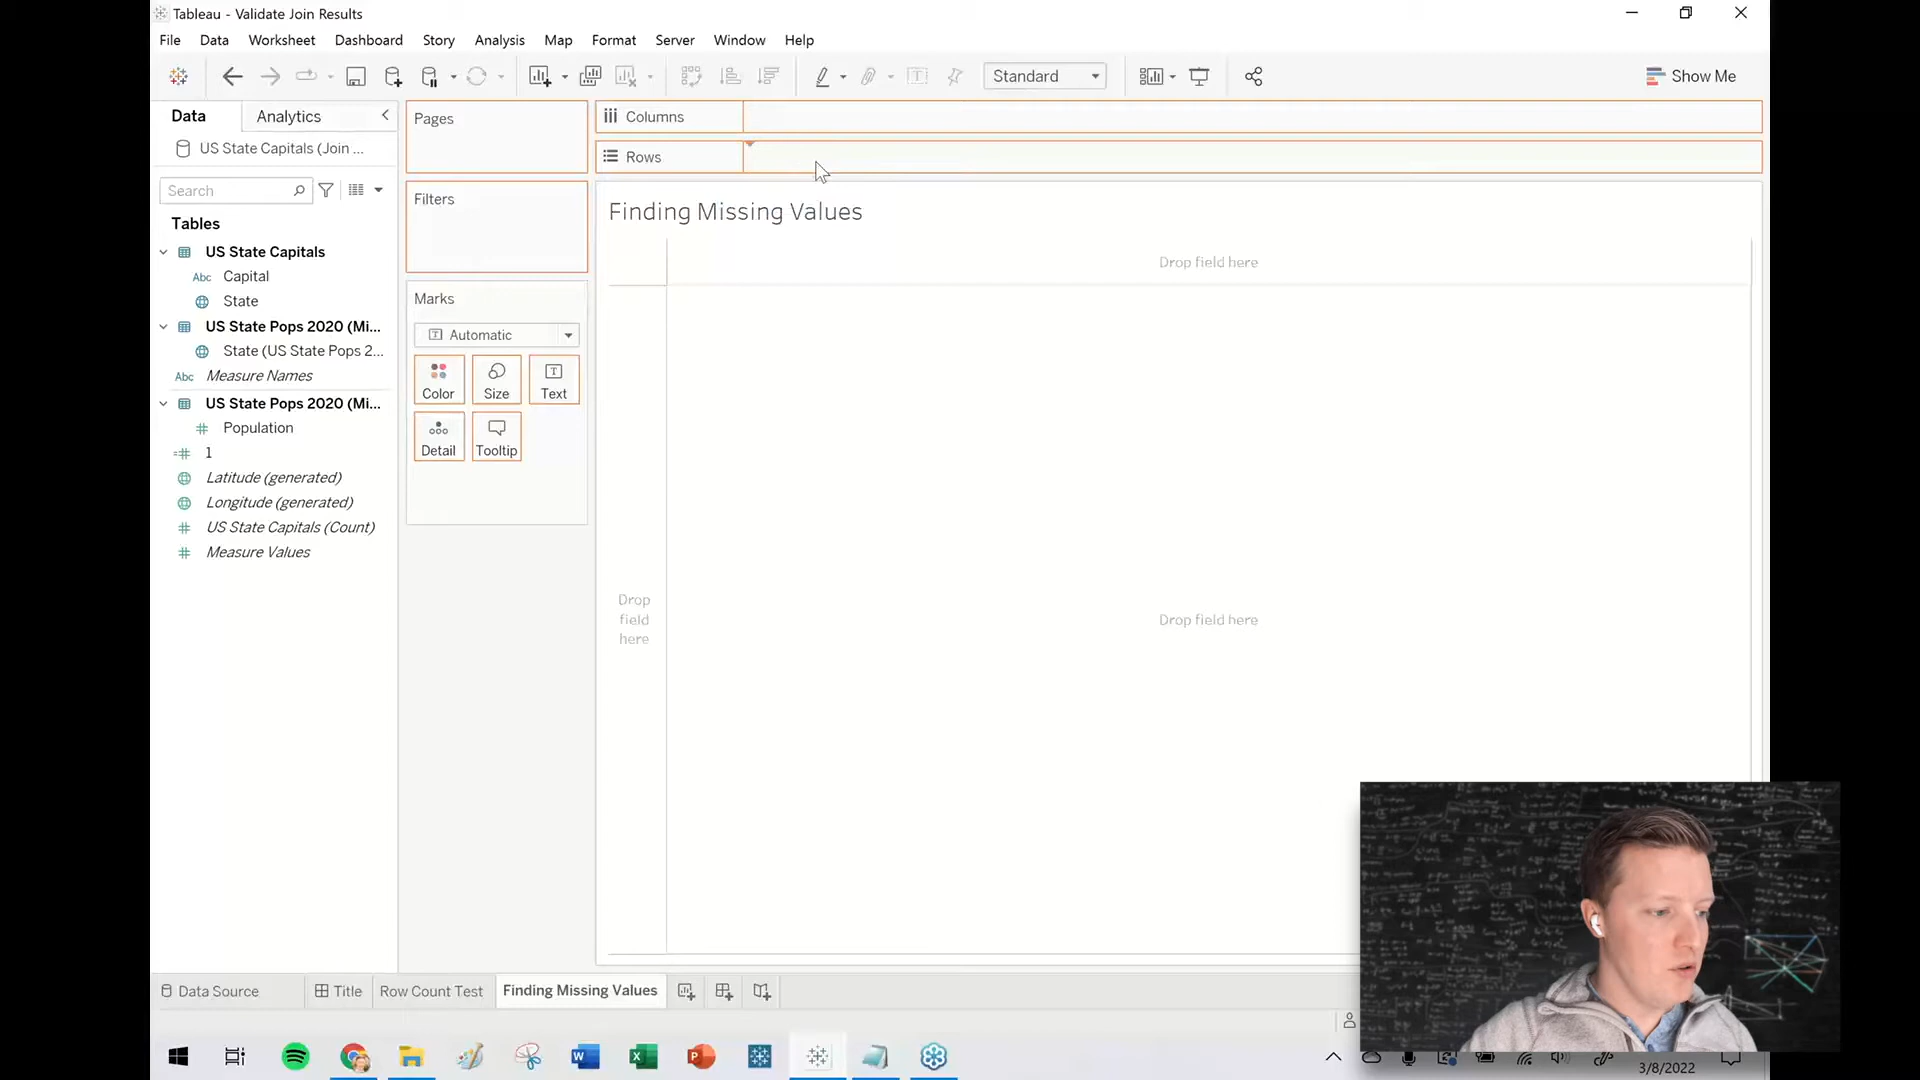 Tableau - Validate Join Results
File Data Worksheet Dashboard Story Analysis Map Format Server Window Help
Standard
Show Me
Data Analytics
US State Capitals (Join ...
Search
Tables
US State Capitals
Abc Capital
State
US State Pops 2020 (Mi...
State (US State Pops 2...
Abc Measure Names
US State Pops 2020 (Mi...
# Population
=# 1
Latitude (generated)
Longitude (generated)
# US State Capitals (Count)
# Measure Values
Pages
Filters
Marks
Automatic
Color Size Text
Detail Tooltip
Columns
Rows
Finding Missing Values
Drop field here
Drop
field
here
Drop field here
Data Source Title Row Count Test Finding Missing Values
3/8/2022